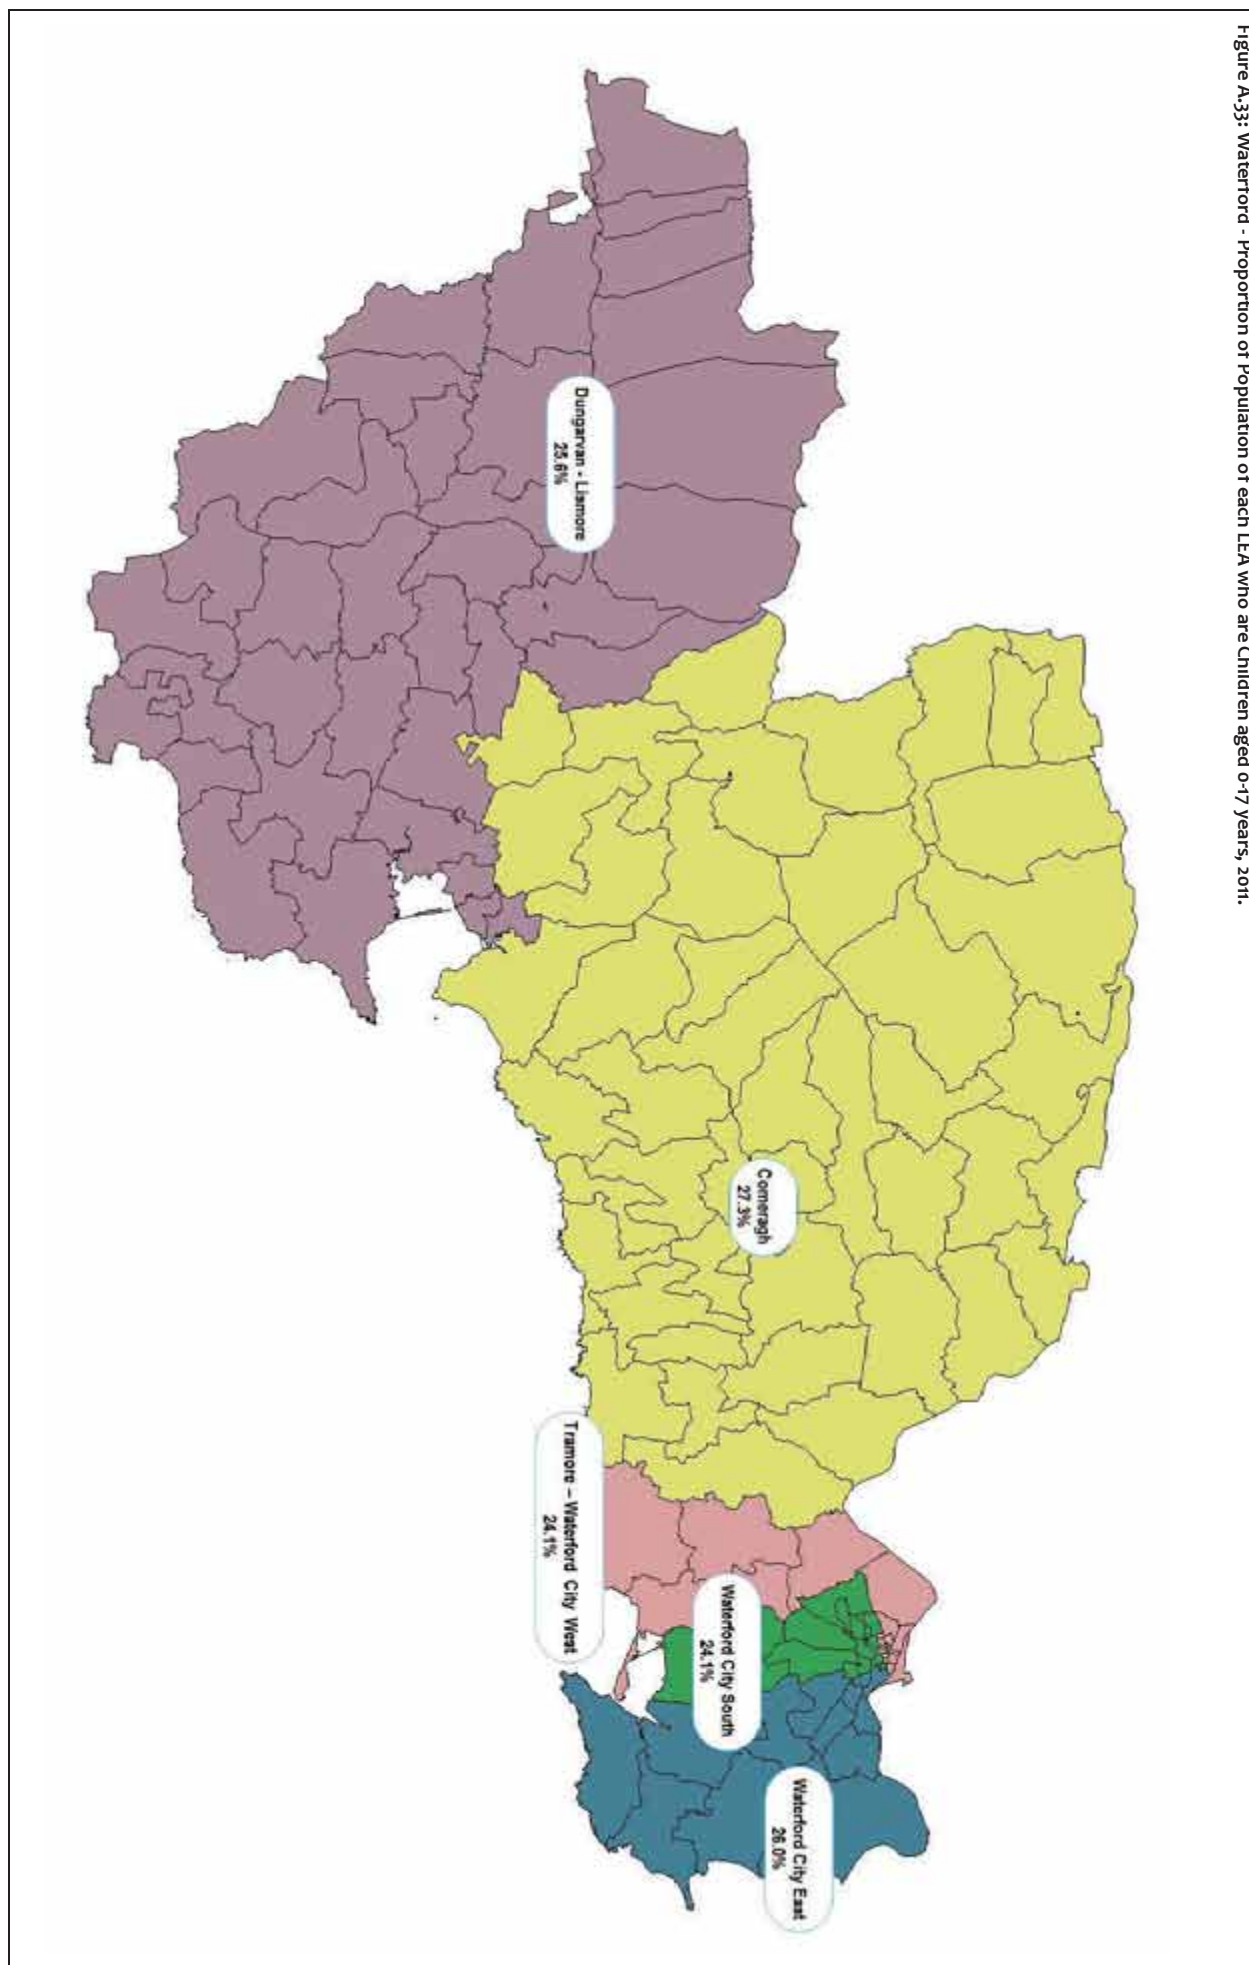 Figure A.33: Waterford - Proportion of Population of each LEA who are Children aged 0-17 years, 2011.
Dungarvan - Lismore
25.6%
Comeragh
27.3%
Tramore – Waterford City West
24.1%
Waterford City South
24.1%
Waterford City East
26.0%